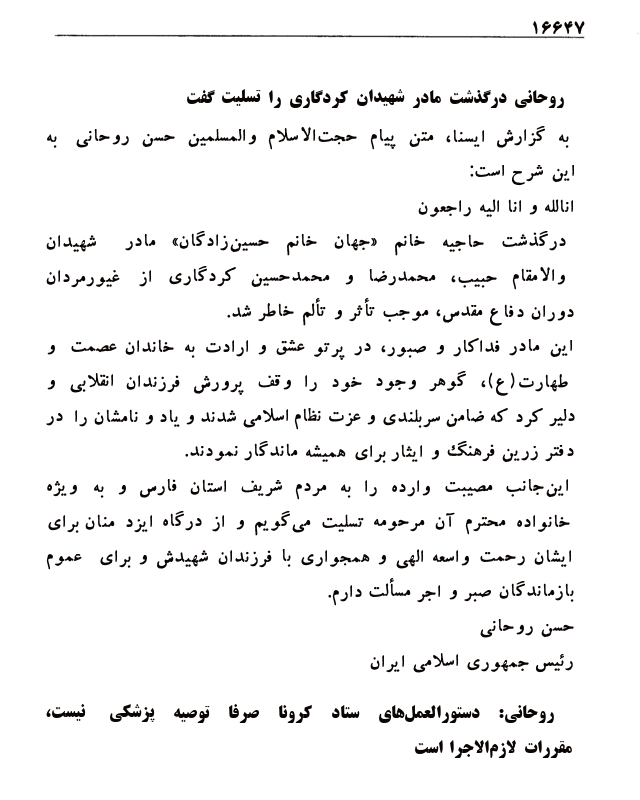 ۱۶۶۴۷
روحانی درگذشت مادر شهیدان کردگاری را تسلیت گفت
به گزارش ایسنا، متن پیام حجت‌الاسلام والمسلمین حسن روحانی به
این شرح است:
انالله و انا الیه راجعون
درگذشت حاجیه خانم «جهان خانم حسین‌زادگان» مادر شهیدان
والامقام حبیب، محمدرضا و محمدحسین کردگاری از غیورمردان
دوران دفاع مقدس، موجب تأثر و تألم خاطر شد.
این مادر فداکار و صبور، در پرتو عشق و ارادت به خاندان عصمت و
طهارت(ع)، گوهر وجود خود را وقف پرورش فرزندان انقلابی و
دلیر کرد که ضامن سربلندی و عزت نظام اسلامی شدند و یاد و نامشان را در
دفتر زرین فرهنگ و ایثار برای همیشه ماندگار نمودند.
این‌جانب مصیبت وارده را به مردم شریف استان فارس و به ویژه
خانواده محترم آن مرحومه تسلیت می‌گویم و از درگاه ایزد منان برای
ایشان رحمت واسعه الهی و همجواری با فرزندان شهیدش و برای عموم
بازماندگان صبر و اجر مسألت دارم.
حسن روحانی
رئیس جمهوری اسلامی ایران
روحانی: دستورالعمل‌های ستاد کرونا صرفا توصیه پزشکی نیست،
مقررات لازم‌الاجرا است